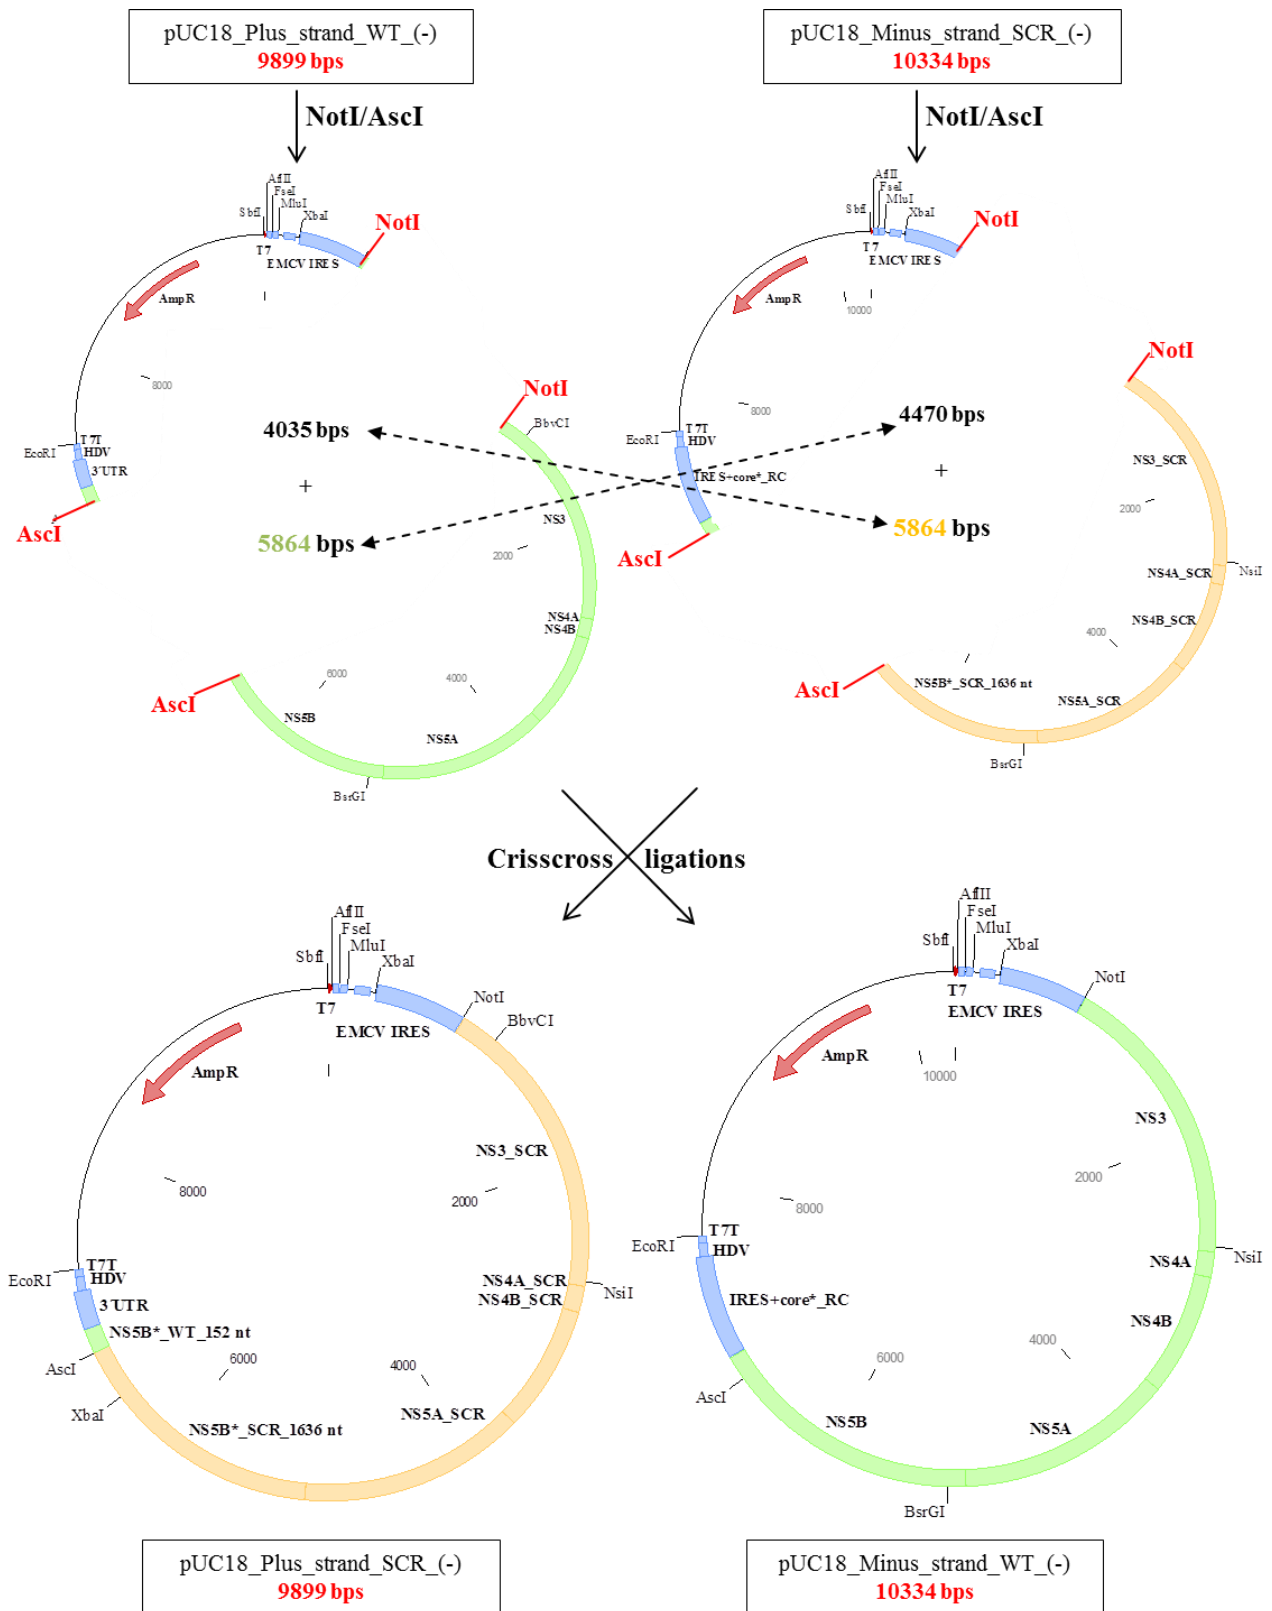 pUC18_Plus_strand_WT_(-)
9899 bps
pUC18_Minus_strand_SCR_(-)
10334 bps
NotI/AscI
NotI/AscI
AflII
FseI
MluI
SbfI
XbaI
NotI
T7
EMCV IRES
AmpR
8000
T7T
EcoRI
HDV
3'UTR
AscI
4035 bps
+
5864 bps
NotI
BbvCI
NS3
2000
NS4A
NS4B
6000
4000
AscI
NS5B
NS5A
BsrGI
AflII
FseI
MluI
SbfI
XbaI
NotI
T7
EMCV IRES
AmpR
10000
8000
T7T
EcoRI
HDV
IRES+core*_RC
AscI
4470 bps
+
5864 bps
NotI
NS3_SCR
2000
NS4A_SCR
NsiI
NS4B_SCR
4000
NS5B*_SCR_1636 nt
AscI
NS5A_SCR
BsrGI
Crisscross ligations
AflII
FseI
MluI
SbfI
XbaI
NotI
T7
BbvCI
EMCV IRES
AmpR
NS3_SCR
8000
2000
T7T
EcoRI
HDV
NS4A_SCR
NsiI
3'UTR
NS4B_SCR
NS5B*_WT_152 nt
AscI
6000
4000
XbaI
NS5A_SCR
NS5B*_SCR_1636 nt
AflII
FseI
MluI
SbfI
XbaI
NotI
T7
EMCV IRES
AmpR
10000
NS3
2000
8000
T7T
EcoRI
HDV
NsiI
NS4A
IRES+core*_RC
NS4B
4000
6000
AscI
NS5B
NS5A
BsrGI
pUC18_Plus_strand_SCR_(-)
9899 bps
pUC18_Minus_strand_WT_(-)
10334 bps